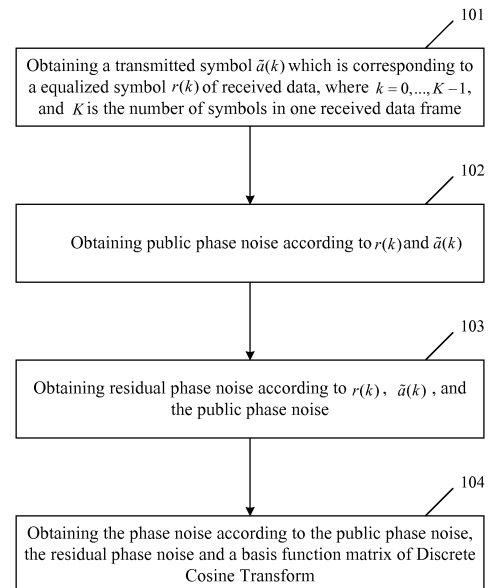 101
Obtaining a transmitted symbol ã(k) which is corresponding to
a equalized symbol r(k) of received data, where k = 0,...,K − 1,
and K is the number of symbols in one received data frame
102
Obtaining public phase noise according to r(k) and ã(k)
103
Obtaining residual phase noise according to r(k), ã(k), and
the public phase noise
104
Obtaining the phase noise according to the public phase noise,
the residual phase noise and a basis function matrix of Discrete
Cosine Transform